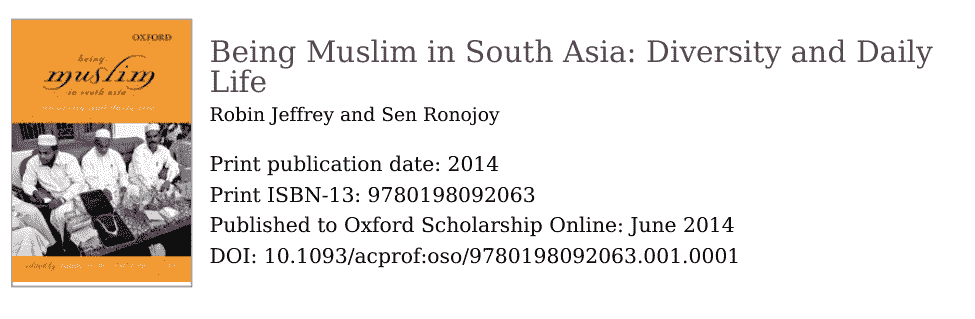 OXFORD
being
muslim
in south asia
edited by
Being Muslim in South Asia: Diversity and Daily
Life
Robin Jeffrey and Sen Ronojoy
Print publication date: 2014
Print ISBN-13: 9780198092063
Published to Oxford Scholarship Online: June 2014
DOI: 10.1093/acprof:oso/9780198092063.001.0001